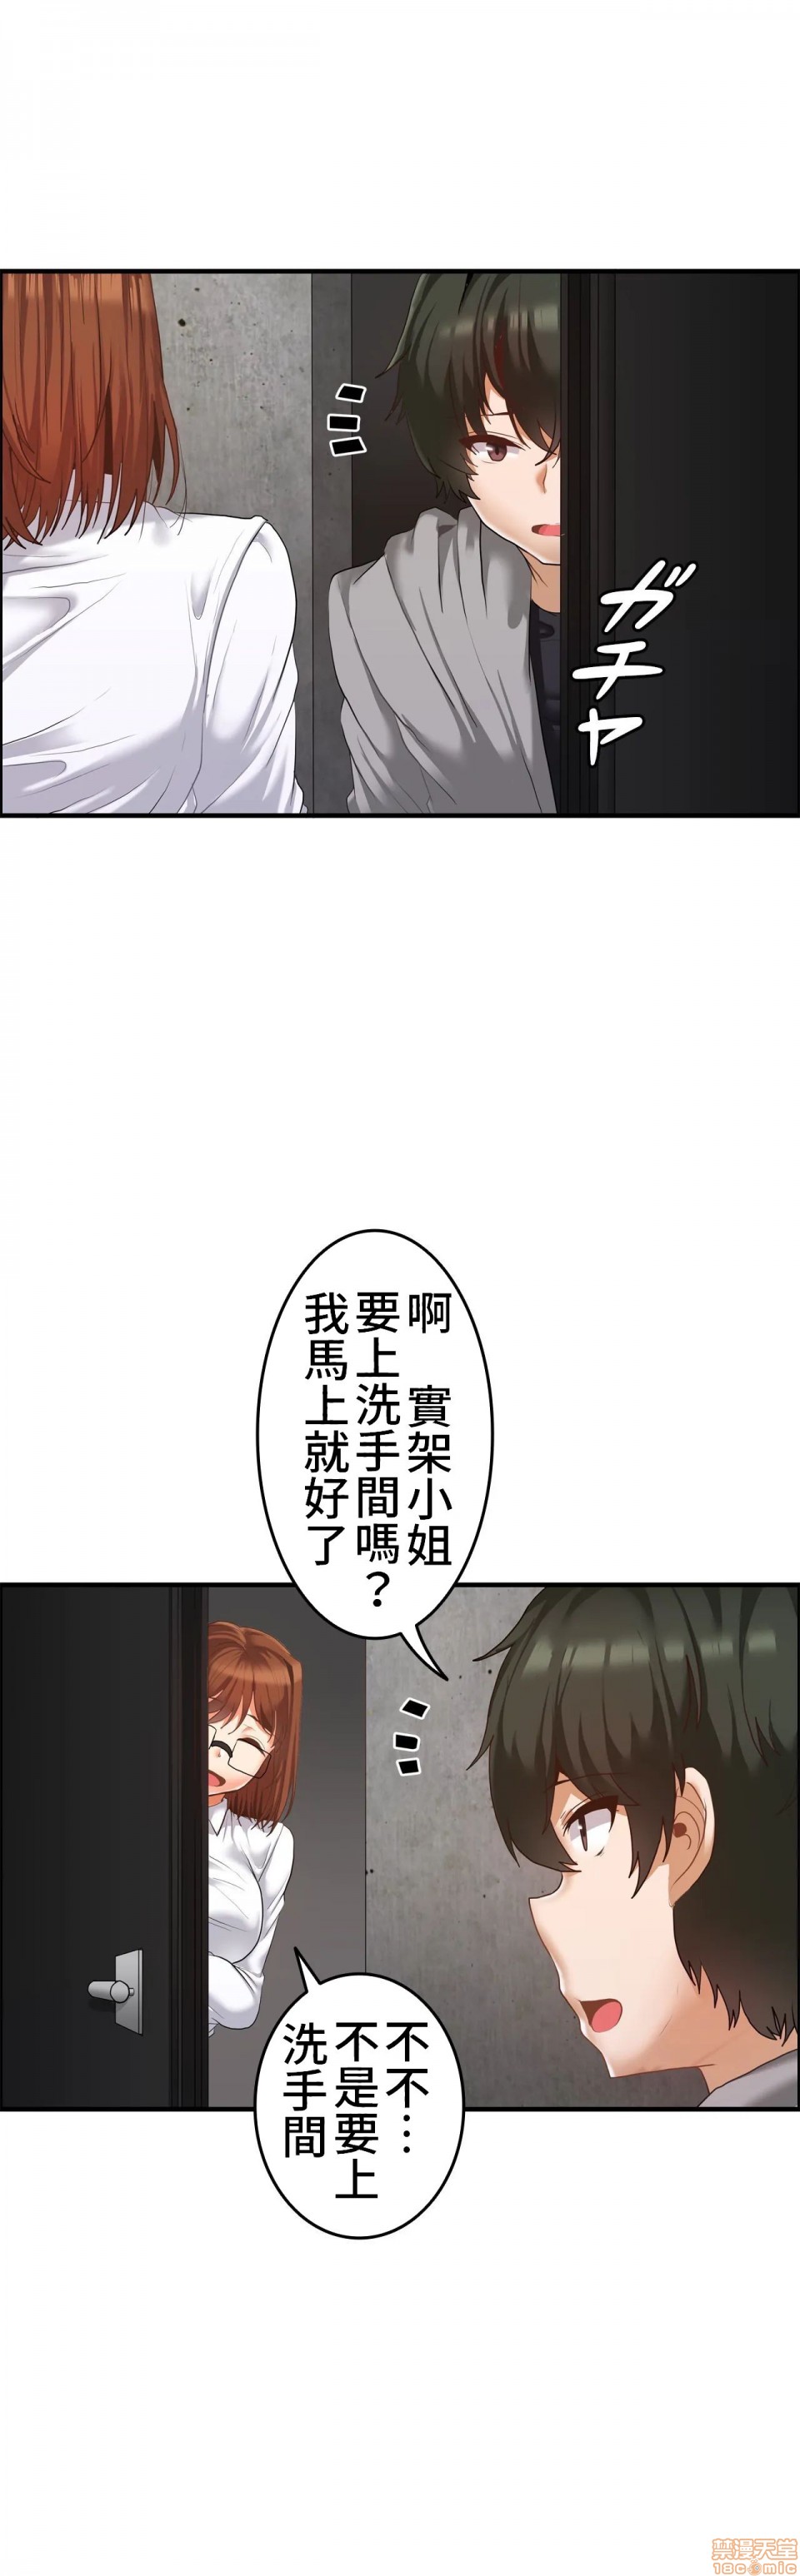 ガチャ
啊 實架小姐
要上洗手間嗎？
我馬上就好了
不不…
不是要上
洗手間
禁漫天堂
18comic